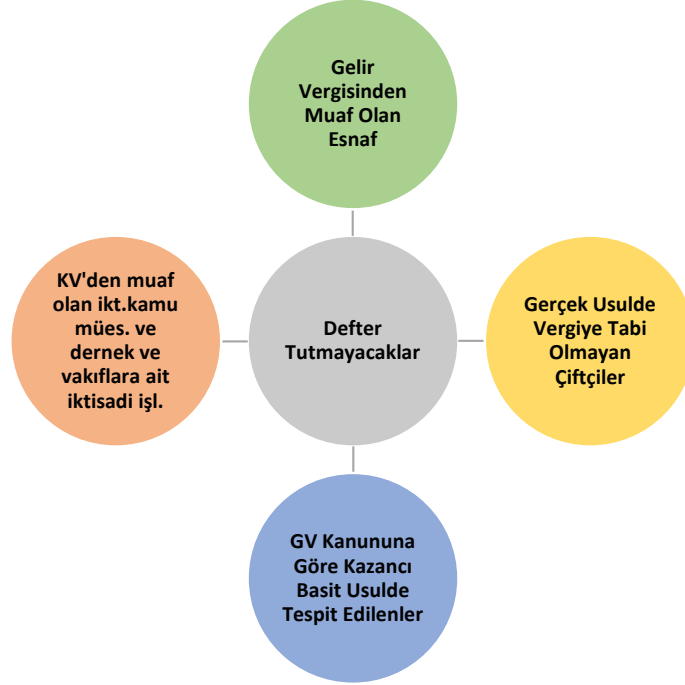 Gelir
Vergisinden
Muaf Olan
Esnaf
KV'den muaf
olan ikt.kamu
mües. ve
dernek ve
vakıflara ait
iktisadi işl.
Defter
Tutmayacaklar
Gerçek Usulde
Vergiye Tabi
Olmayan
Çiftçiler
GV Kanununa
Göre Kazancı
Basit Usulde
Tespit Edilenler